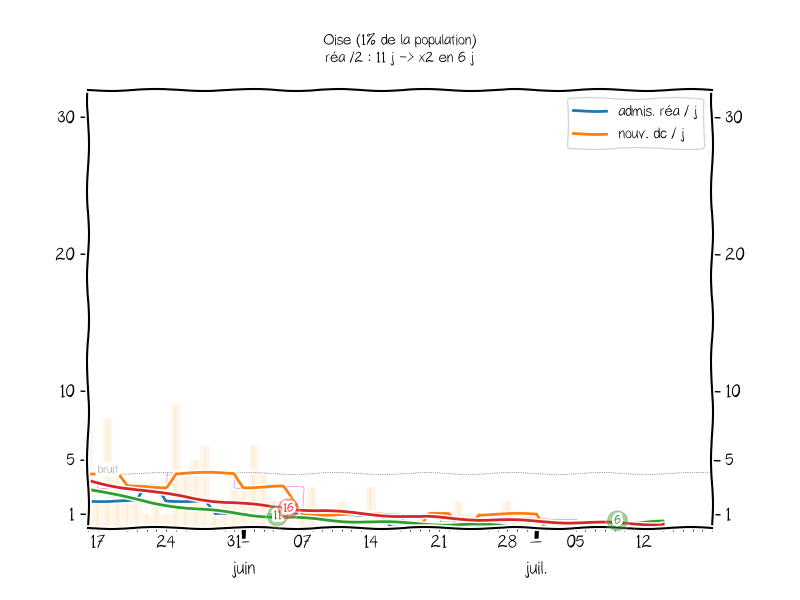 Oise (1% de la population)
réa /2 : 11 j -> x2 en 6 j
admis. réa / j
nouv. dc / j
30 30
20 20
10 10
5 5
1 1
bruit
11 16 6
17 24 31 07 14 21 28 05 12
juin juil.